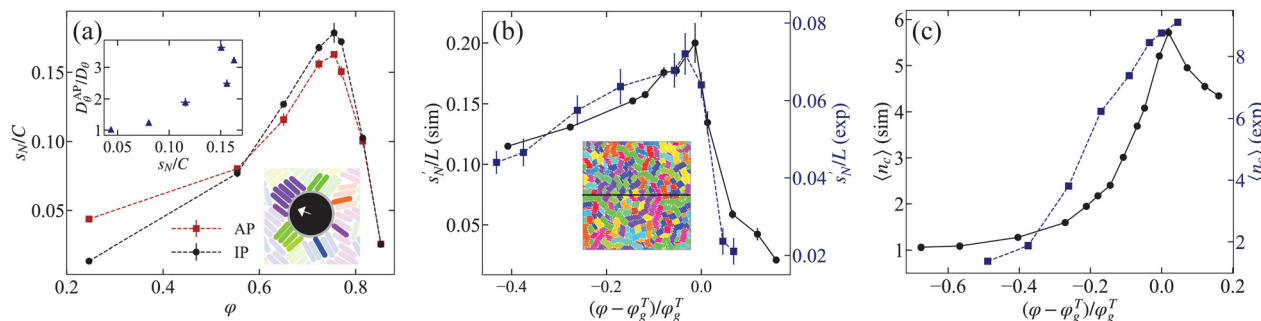 (a)
s_N/C
0.15
0.10
0.05
0.2
0.4
0.6
0.8
φ
D_θ^AP/D_θ
3
2
1
0.05
0.10
0.15
s_N/C
AP
IP
(b)
s'_N/L (sim)
0.20
0.15
0.10
0.05
−0.4
−0.2
0.0
(φ − φ_g^T)/φ_g^T
0.08
0.06
0.04
0.02
s'_N/L (exp)
(c)
⟨n_c⟩ (sim)
6
5
4
3
2
1
−0.6
−0.4
−0.2
0.0
0.2
(φ − φ_g^T)/φ_g^T
8
6
4
2
⟨n_c⟩ (exp)